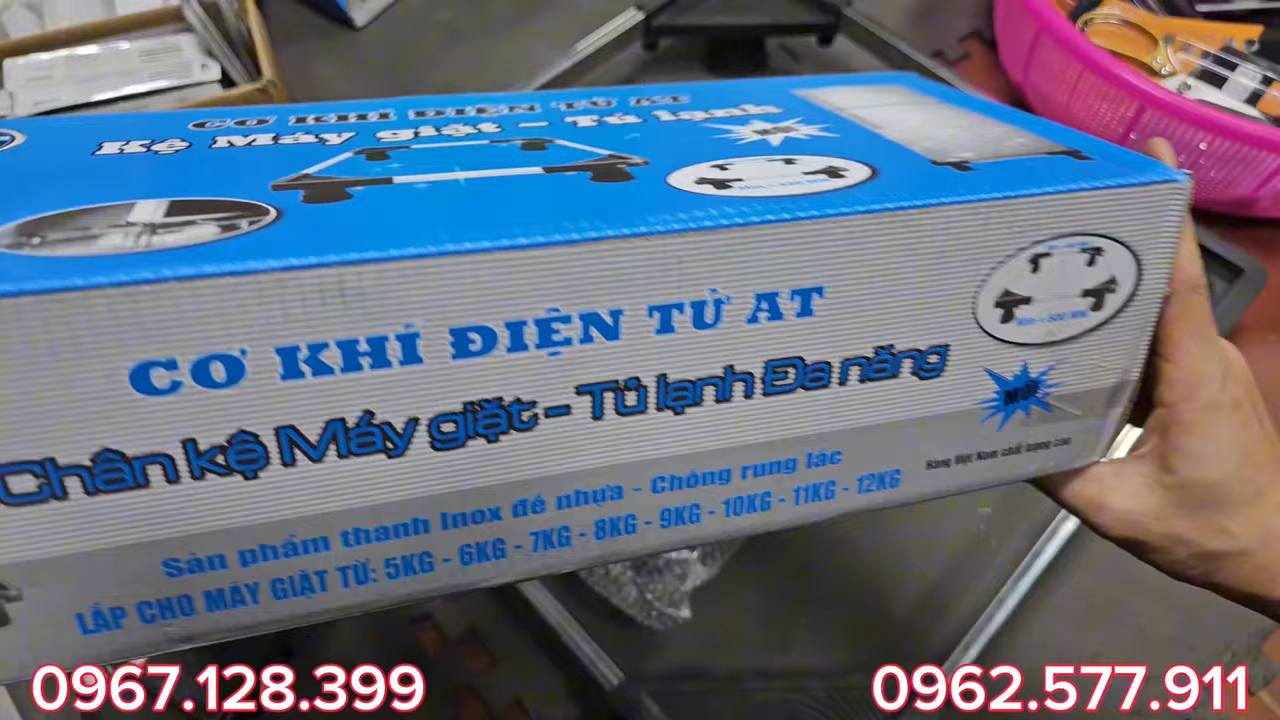 CƠ KHÍ ĐIỆN TỬ AT
Kệ Máy giặt - Tủ lạnh
CƠ KHÍ ĐIỆN TỬ AT
Chân kệ Máy giặt - Tủ lạnh Đa năng
Sản phẩm thanh Inox đế nhựa - Chống rung lắc
Hàng Việt Nam chất lượng cao
LẮP CHO MÁY GIẶT TỪ: 5KG - 6KG - 7KG - 8KG - 9KG - 10KG - 11KG - 12KG
0967.128.399
0962.577.911